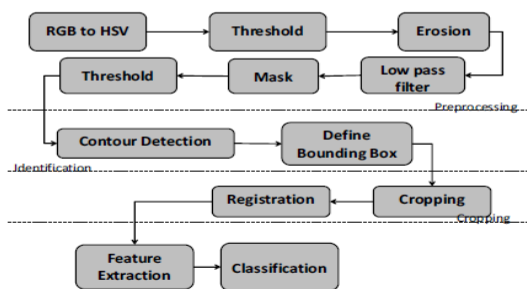 RGB to HSV
Threshold
Erosion
Threshold
Mask
Low pass
filter
Preprocessing
Contour Detection
Define
Bounding Box
Identification
Registration
Cropping
Cropping
Feature
Extraction
Classification